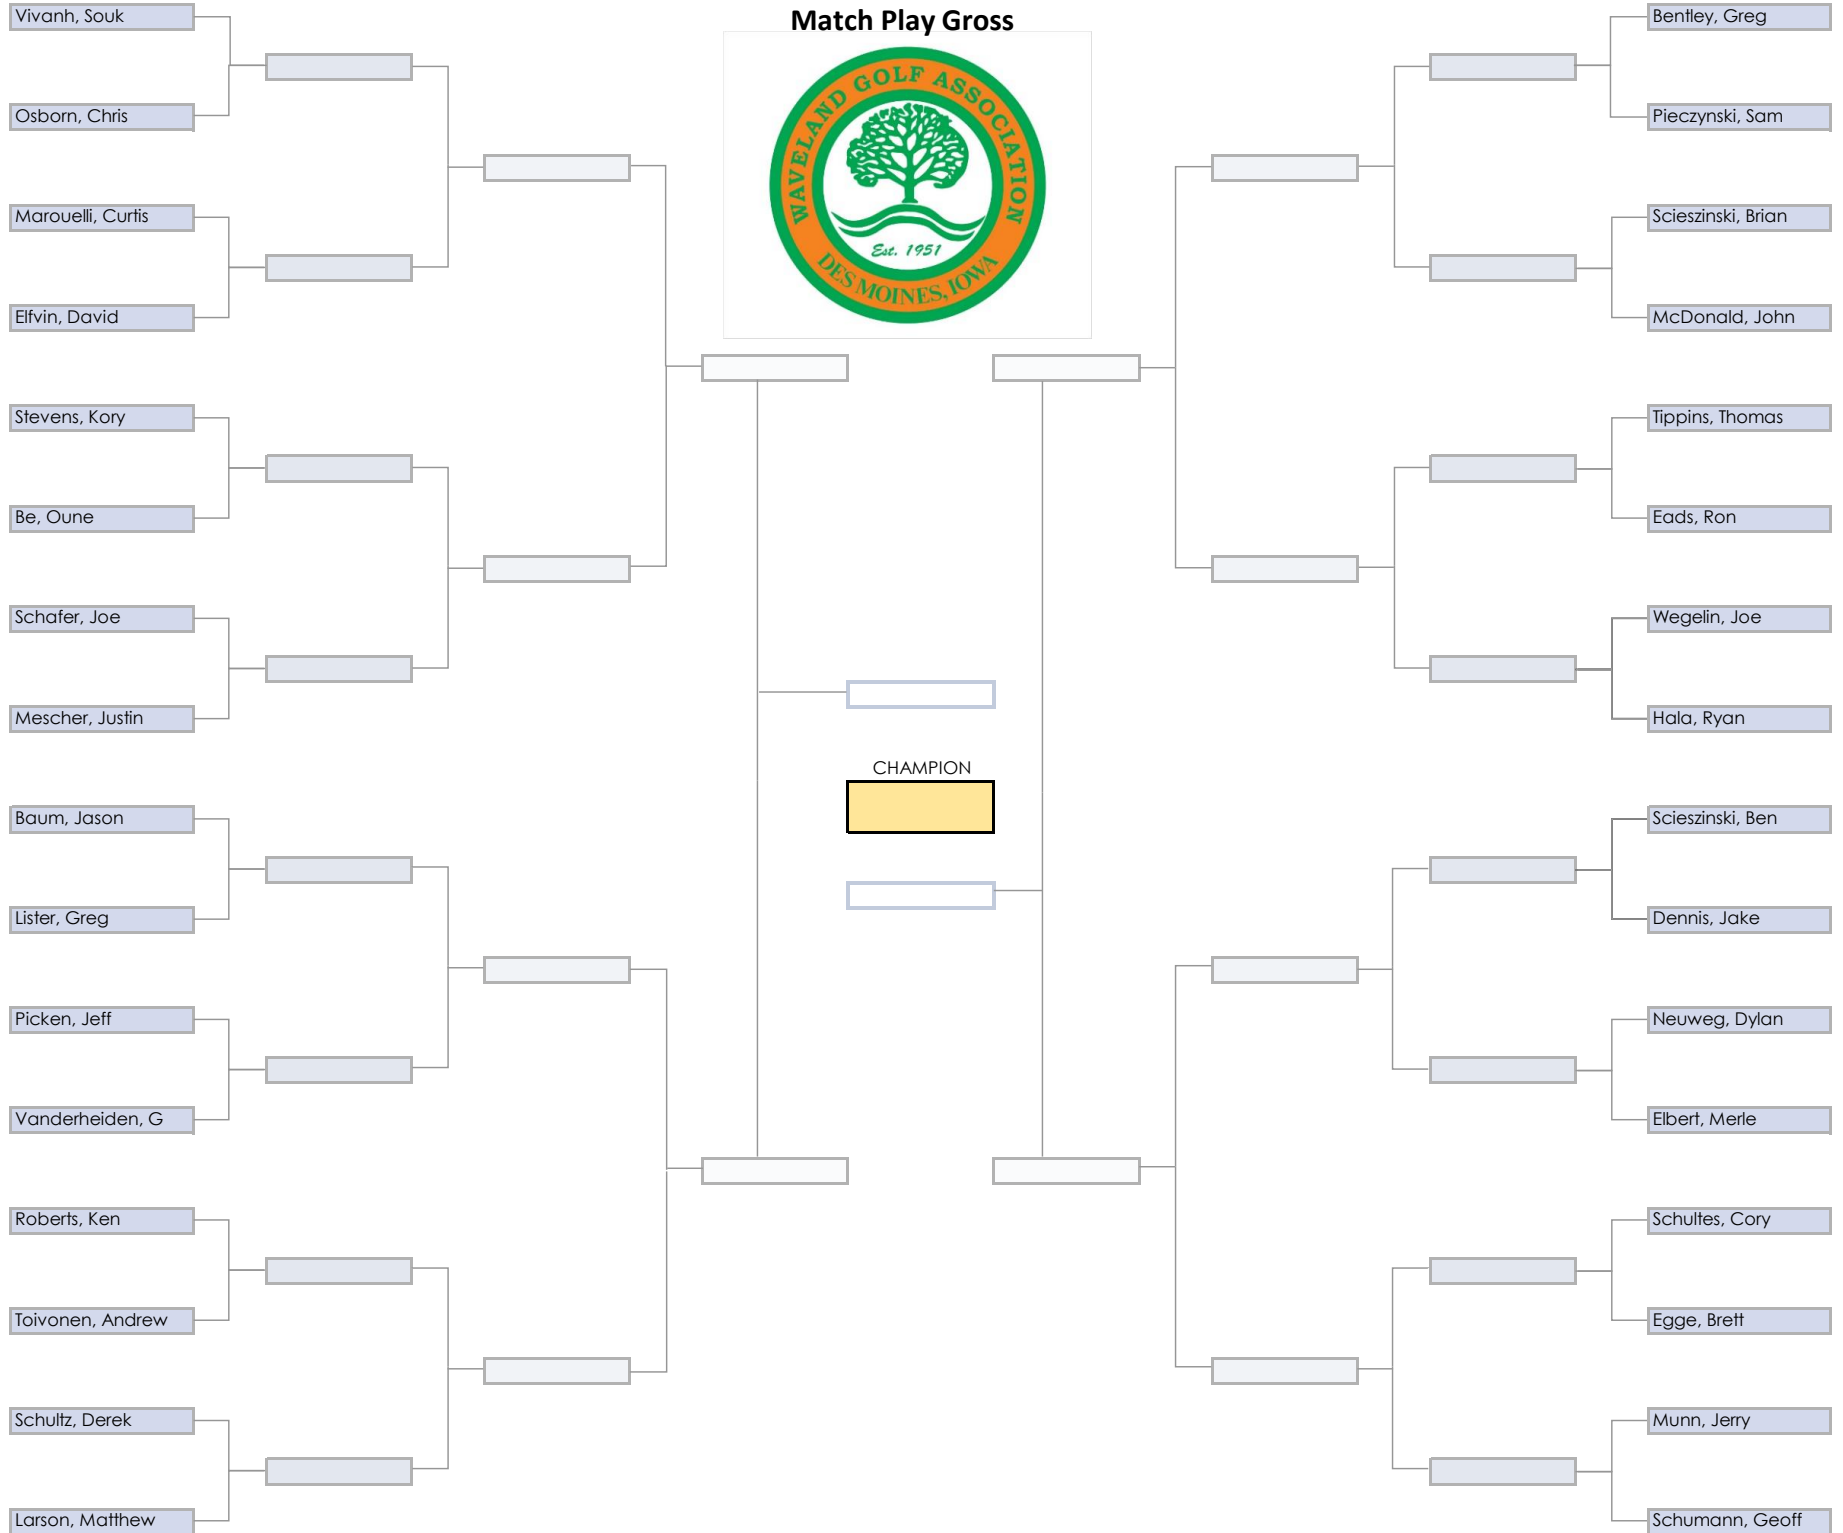 Match Play Gross
WAVELAND GOLF ASSOCIATION
Est. 1951
DES MOINES, IOWA
Vivanh, Souk
Osborn, Chris
Marouelli, Curtis
Elfvin, David
Stevens, Kory
Be, Oune
Schafer, Joe
Mescher, Justin
Baum, Jason
Lister, Greg
Picken, Jeff
Vanderheiden, G
Roberts, Ken
Toivonen, Andrew
Schultz, Derek
Larson, Matthew
CHAMPION
Bentley, Greg
Pieczynski, Sam
Scieszinski, Brian
McDonald, John
Tippins, Thomas
Eads, Ron
Wegelin, Joe
Hala, Ryan
Scieszinski, Ben
Dennis, Jake
Neuweg, Dylan
Elbert, Merle
Schultes, Cory
Egge, Brett
Munn, Jerry
Schumann, Geoff